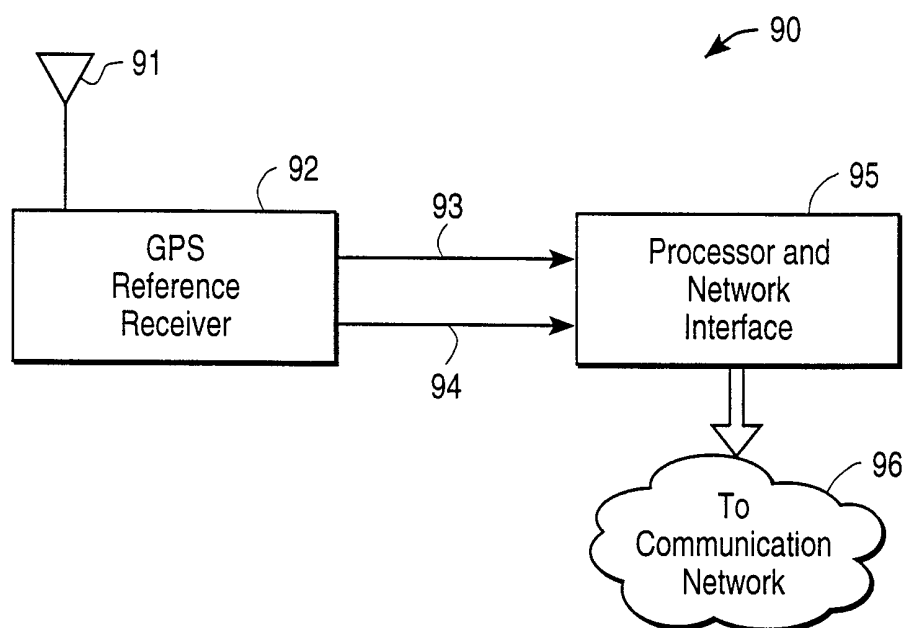 90
91
92
GPS
Reference
Receiver
93
94
95
Processor and
Network
Interface
96
To
Communication
Network